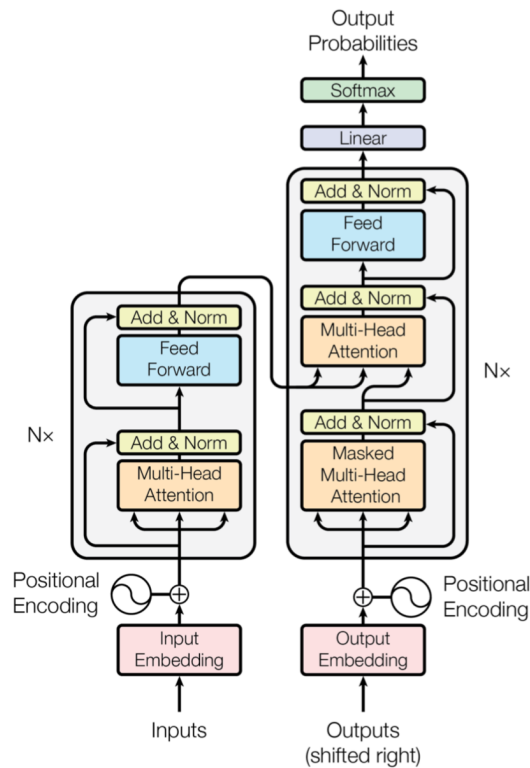 Output
Probabilities
Softmax
Linear
Add & Norm
Feed
Forward
Add & Norm
Multi-Head
Attention
Add & Norm
Masked
Multi-Head
Attention
N×
Add & Norm
Feed
Forward
Add & Norm
Multi-Head
Attention
N×
Positional
Encoding
Positional
Encoding
Input
Embedding
Output
Embedding
Inputs
Outputs
(shifted right)